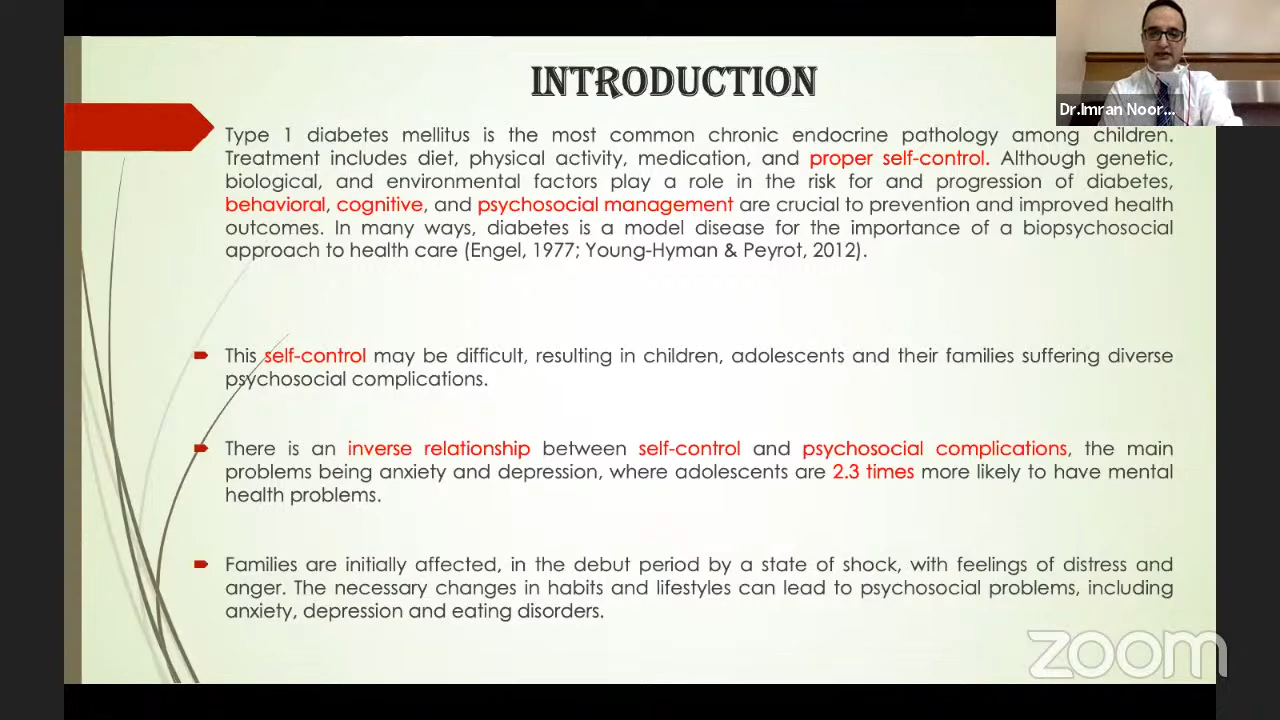 INTRODUCTION
Dr.Imran Noor...
Type 1 diabetes mellitus is the most common chronic endocrine pathology among children.
Treatment includes diet, physical activity, medication, and proper self-control. Although genetic,
biological, and environmental factors play a role in the risk for and progression of diabetes,
behavioral, cognitive, and psychosocial management are crucial to prevention and improved health
outcomes. In many ways, diabetes is a model disease for the importance of a biopsychosocial
approach to health care (Engel, 1977; Young-Hyman & Peyrot, 2012).
This self-control may be difficult, resulting in children, adolescents and their families suffering diverse
psychosocial complications.
There is an inverse relationship between self-control and psychosocial complications, the main
problems being anxiety and depression, where adolescents are 2.3 times more likely to have mental
health problems.
Families are initially affected, in the debut period by a state of shock, with feelings of distress and
anger. The necessary changes in habits and lifestyles can lead to psychosocial problems, including
anxiety, depression and eating disorders.
zoom